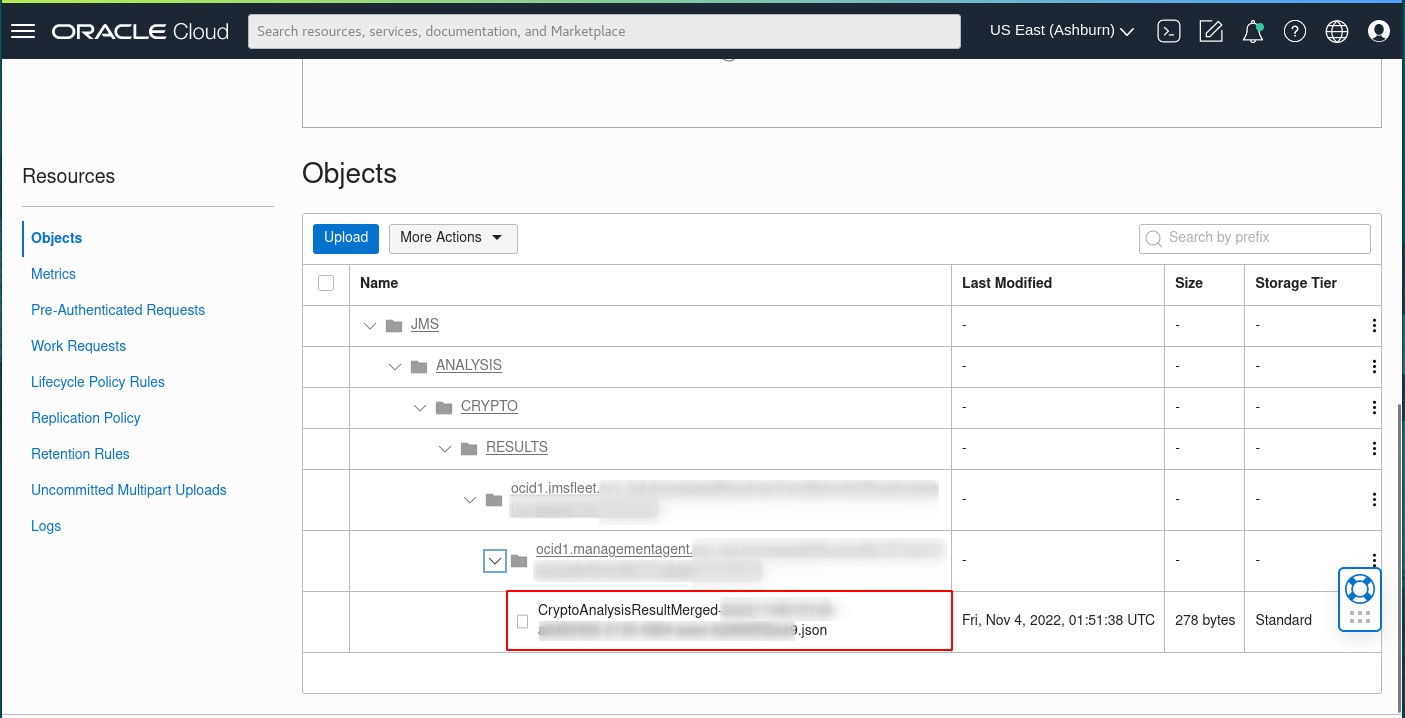 ORACLE Cloud
Search resources, services, documentation, and Marketplace
US East (Ashburn)
Resources
Objects
Metrics
Pre-Authenticated Requests
Work Requests
Lifecycle Policy Rules
Replication Policy
Retention Rules
Uncommitted Multipart Uploads
Logs
Objects
Upload
More Actions
Search by prefix
Name Last Modified Size Storage Tier
JMS - - -
ANALYSIS - - -
CRYPTO - - -
RESULTS - - -
ocid1.jmsfleet. - - -
ocid1.managementagent. - - -
CryptoAnalysisResultMerged-
9.json
Fri, Nov 4, 2022, 01:51:38 UTC 278 bytes Standard